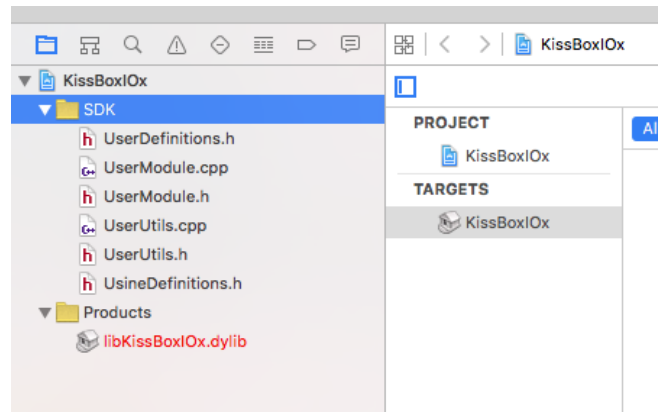 KissBoxIOx
KissBoxIOx
SDK
UserDefinitions.h
UserModule.cpp
UserModule.h
UserUtils.cpp
UserUtils.h
UsineDefinitions.h
Products
libKissBoxIOx.dylib
PROJECT
KissBoxIOx
TARGETS
KissBoxIOx